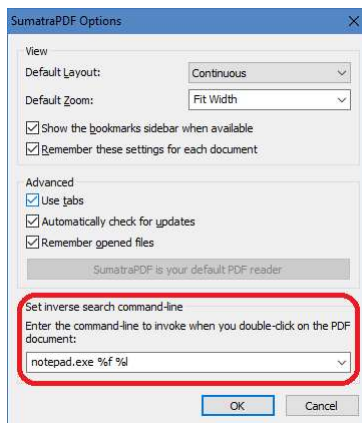 SumatraPDF Options
View
Default Layout: Continuous
Default Zoom: Fit Width
Show the bookmarks sidebar when available
Remember these settings for each document
Advanced
Use tabs
Automatically check for updates
Remember opened files
SumatraPDF is your default PDF reader
Set inverse search command-line
Enter the command-line to invoke when you double-click on the PDF
document:
notepad.exe %f %l
OK Cancel